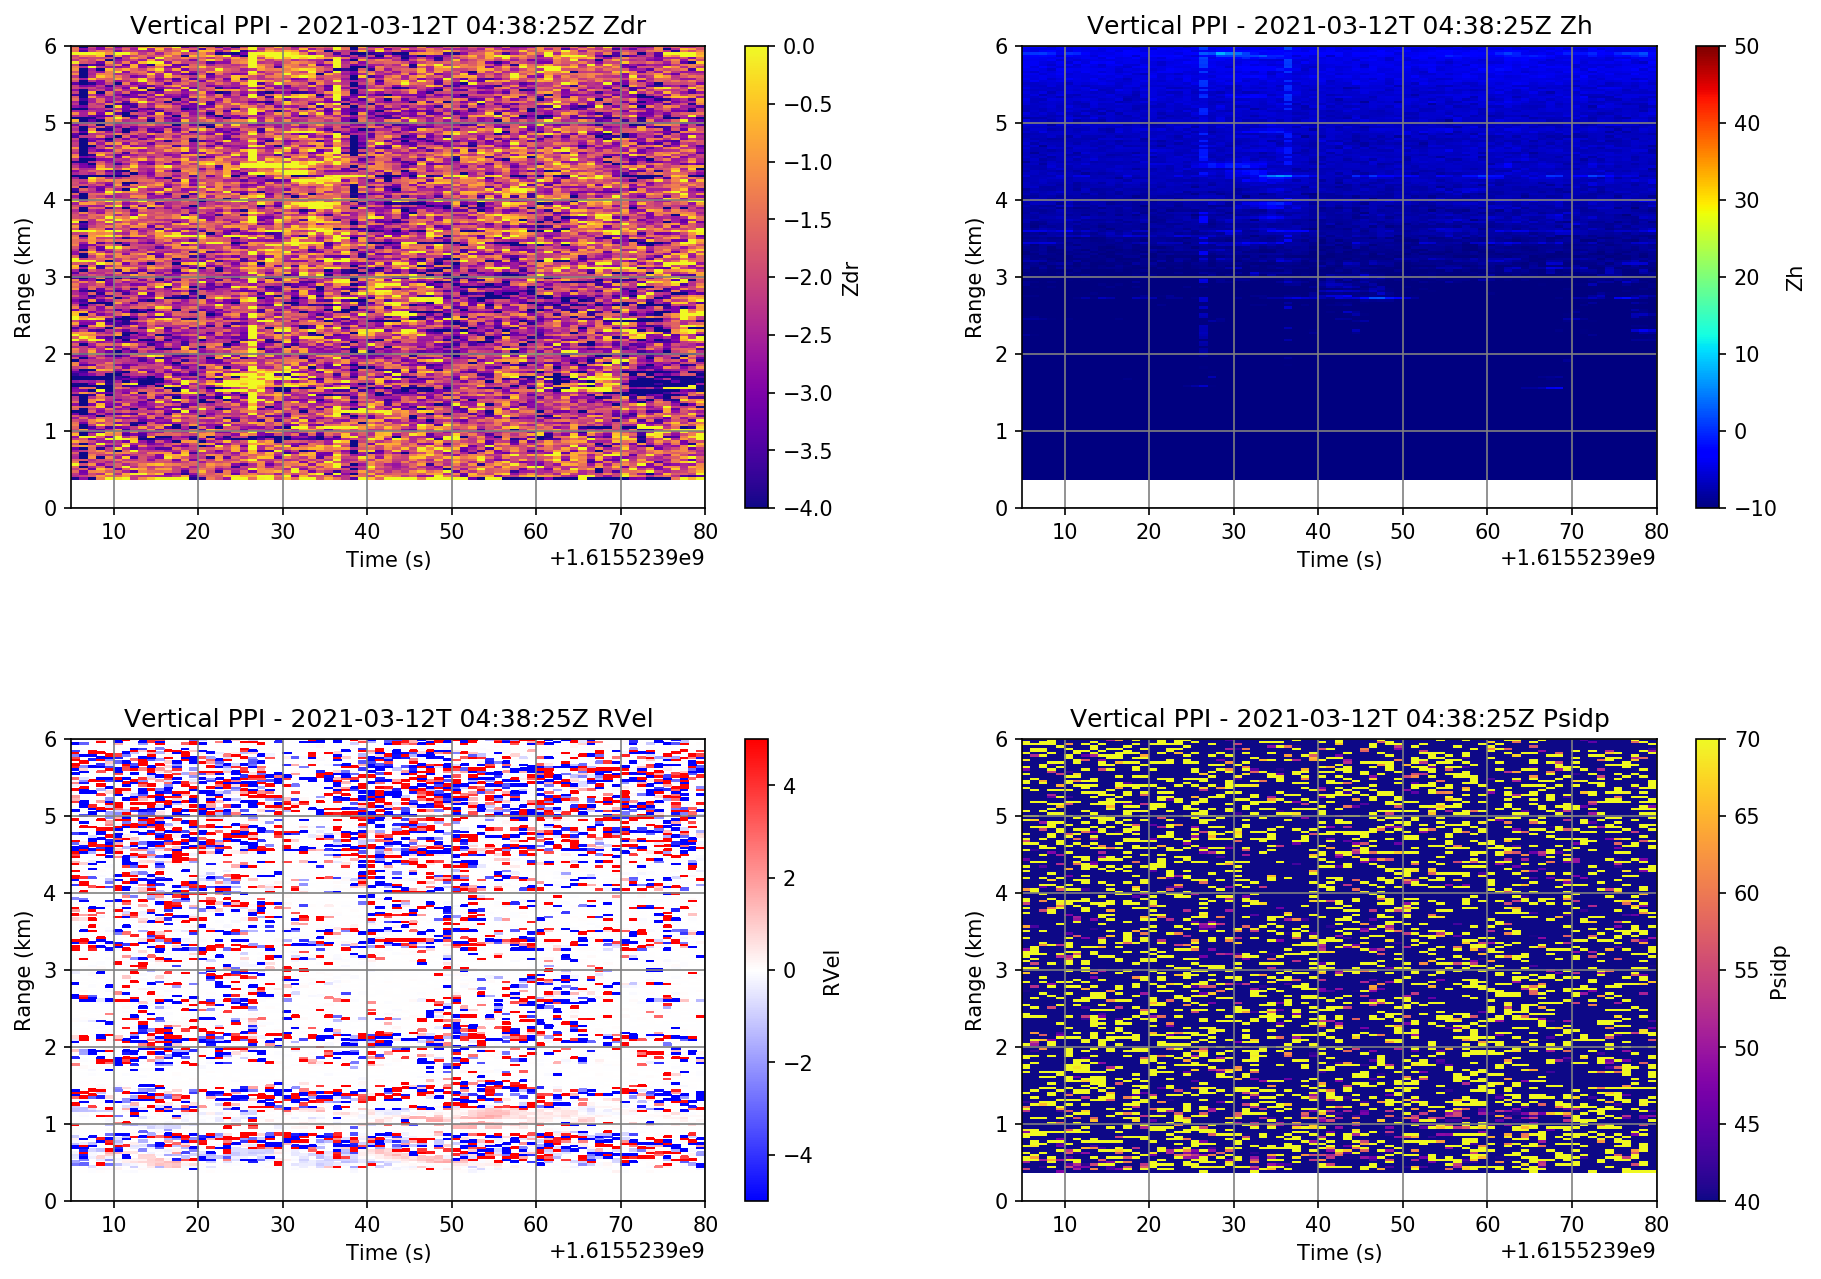 Vertical PPI - 2021-03-12T 04:38:25Z Zdr
6
5
4
3
2
1
0
Range (km)
10 20 30 40 50 60 70 80
Time (s)
+1.6155239e9
0.0
−0.5
−1.0
−1.5
−2.0
−2.5
−3.0
−3.5
−4.0
Zdr
Vertical PPI - 2021-03-12T 04:38:25Z Zh
6
5
4
3
2
1
0
Range (km)
10 20 30 40 50 60 70 80
Time (s)
+1.6155239e9
50
40
30
20
10
0
−10
Zh
Vertical PPI - 2021-03-12T 04:38:25Z RVel
6
5
4
3
2
1
0
Range (km)
10 20 30 40 50 60 70 80
Time (s)
+1.6155239e9
4
2
0
−2
−4
RVel
Vertical PPI - 2021-03-12T 04:38:25Z Psidp
6
5
4
3
2
1
0
Range (km)
10 20 30 40 50 60 70 80
Time (s)
+1.6155239e9
70
65
60
55
50
45
40
Psidp